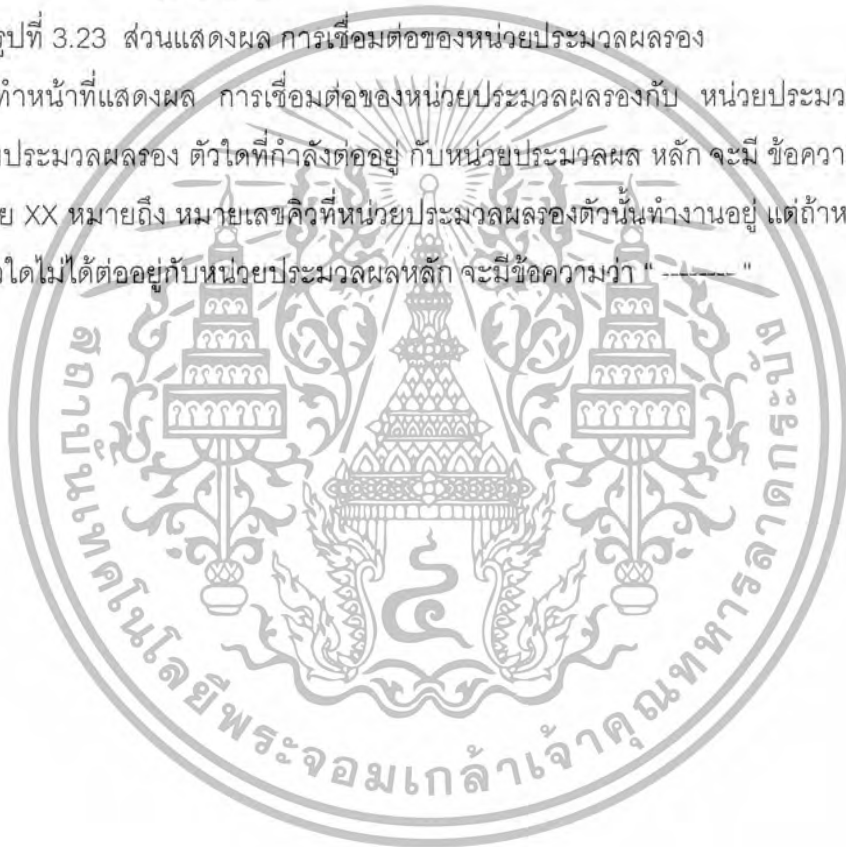 รูปที่ 3.23 ส่วนแสดงผล การเชื่อมต่อของหน่วยประมวลผลรอง
ทำหน้าที่แสดงผล การเชื่อมต่อของหน่วยประมวลผลรองกับ หน่วยประมว
ยประมวลผลรอง ตัวใดที่กำลังต่ออยู่ กับหน่วยประมวลผล หลัก จะมี ข้อควา
ย XX หมายถึง หมายเลขคิวที่หน่วยประมวลผลรองตัวนั้นทำงานอยู่ แต่ถ้าห
วใดไม่ได้ต่ออยู่กับหน่วยประมวลผลหลัก จะมีข้อความว่า " -------- "
สถาบันเทคโนโลยีพระจอมเกล้าเจ้าคุณทหารลาดกระบัง